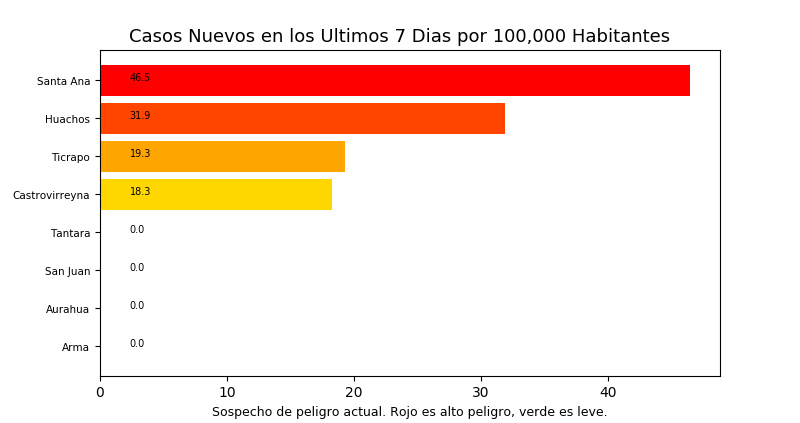 Casos Nuevos en los Ultimos 7 Dias por 100,000 Habitantes
Santa Ana 46.5
Huachos 31.9
Ticrapo 19.3
Castrovirreyna 18.3
Tantara 0.0
San Juan 0.0
Aurahua 0.0
Arma 0.0
0 10 20 30 40
Sospecho de peligro actual. Rojo es alto peligro, verde es leve.